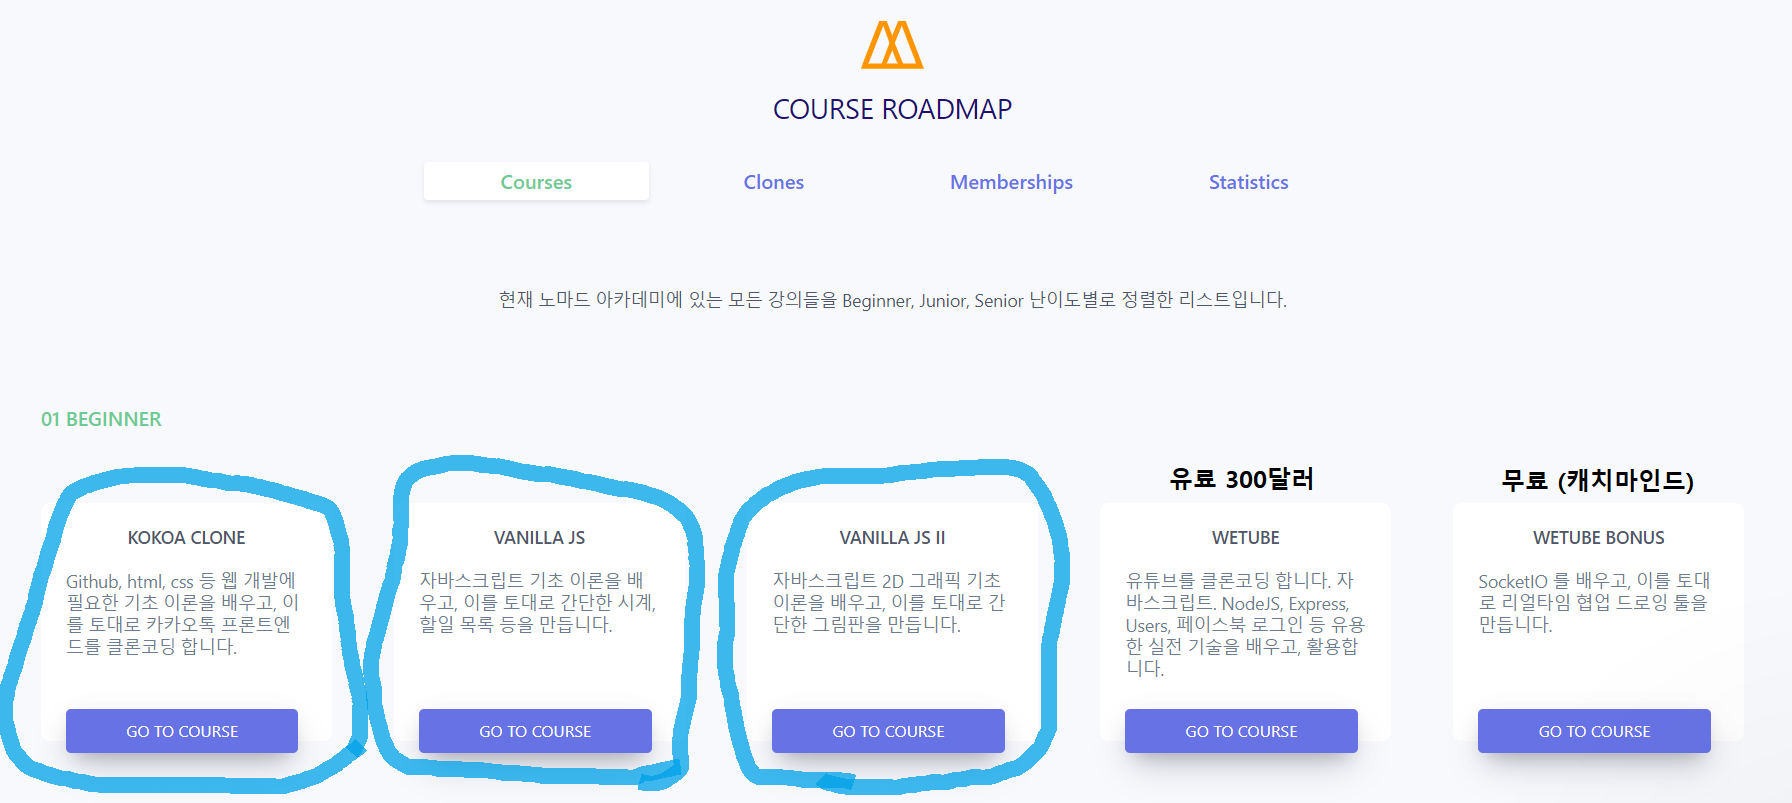 COURSE ROADMAP
Courses
Clones
Memberships
Statistics
현재 노마드 아카데미에 있는 모든 강의들을 Beginner, Junior, Senior 난이도별로 정렬한 리스트입니다.
01 BEGINNER
KOKOA CLONE
Github, html, css 등 웹 개발에
필요한 기초 이론을 배우고, 이
를 토대로 카카오톡 프론트엔
드를 클론코딩 합니다.
GO TO COURSE
VANILLA JS
자바스크립트 기초 이론을 배
우고, 이를 토대로 간단한 시계,
할일 목록 등을 만듭니다.
GO TO COURSE
VANILLA JS II
자바스크립트 2D 그래픽 기초
이론을 배우고, 이를 토대로 간
단한 그림판을 만듭니다.
GO TO COURSE
유료 300달러
WETUBE
유튜브를 클론코딩 합니다. 자
바스크립트. NodeJS, Express,
Users, 페이스북 로그인 등 유용
한 실전 기술을 배우고, 활용합
니다.
GO TO COURSE
무료 (캐치마인드)
WETUBE BONUS
SocketIO 를 배우고, 이를 토대
로 리얼타임 협업 드로잉 툴을
만듭니다.
GO TO COURSE